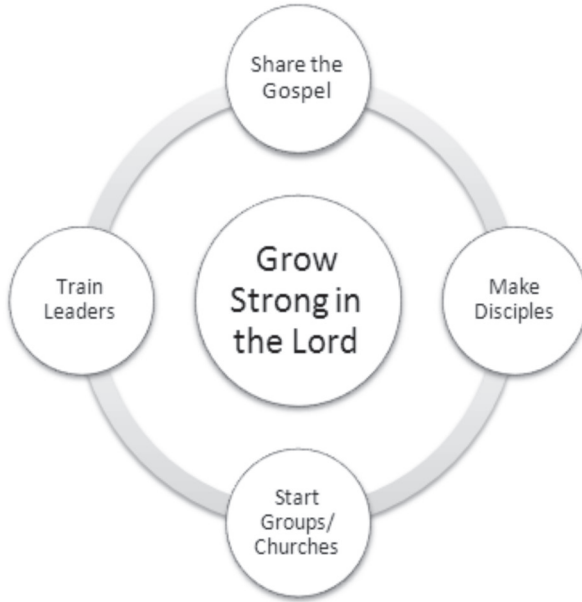 Share the
Gospel
Train
Leaders
Grow
Strong in
the Lord
Make
Disciples
Start
Groups/
Churches